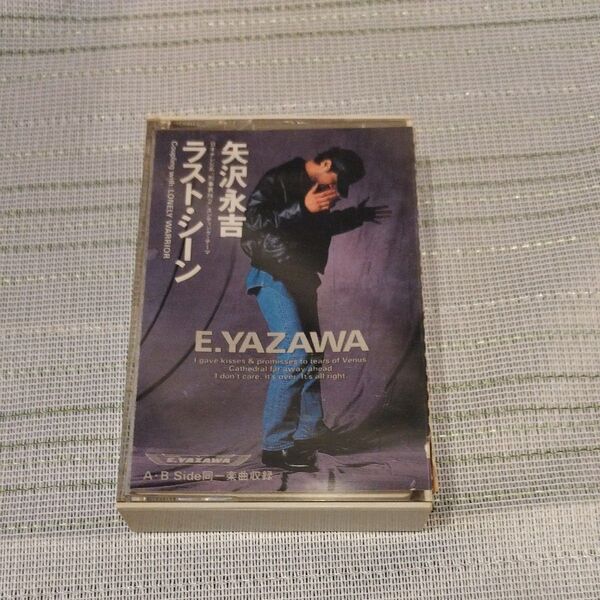 矢沢永吉
ラスト・シーン
Coupling with LONELY WARRIOR
E.YAZAWA
I gave kisses & promisses to tears of Venus
Cathedral far away ahead
I don't care, it's over. It's all right.
E.YAZAWA
A・B Side同一楽曲収録